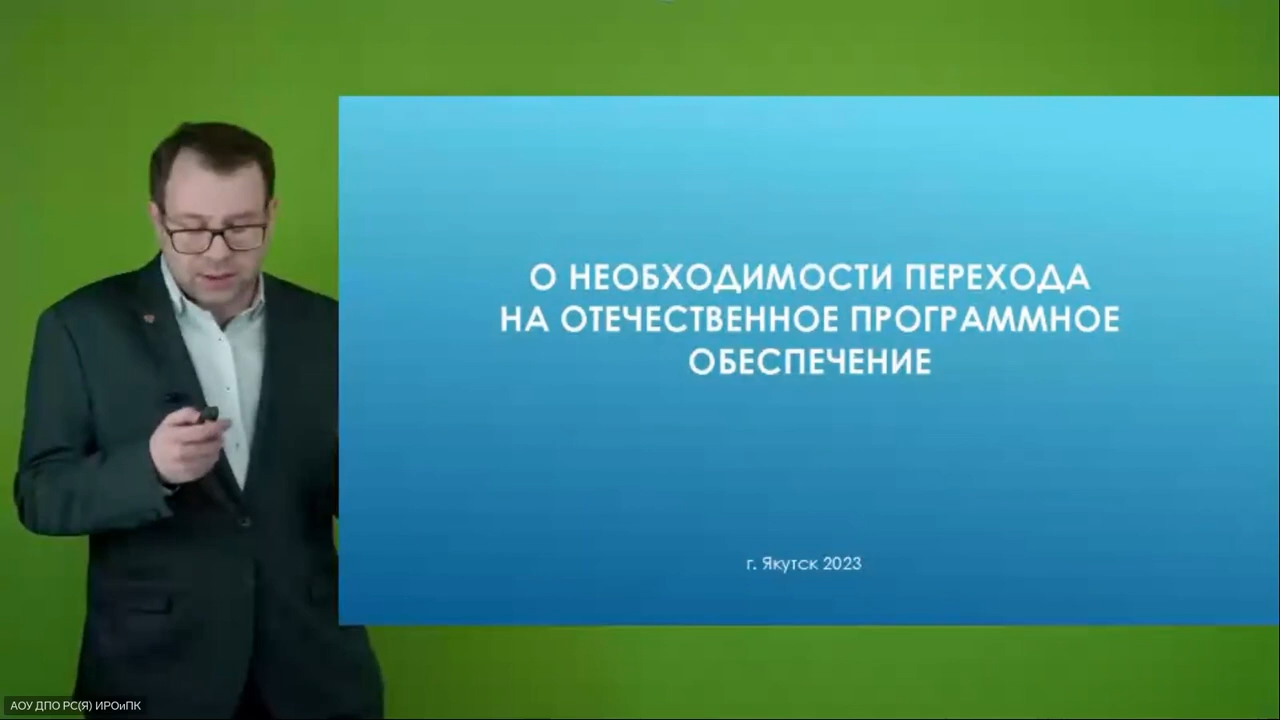 О НЕОБХОДИМОСТИ ПЕРЕХОДА
НА ОТЕЧЕСТВЕННОЕ ПРОГРАММНОЕ
ОБЕСПЕЧЕНИЕ
г. Якутск 2023
АОУ ДПО РС(Я) ИРОиПК